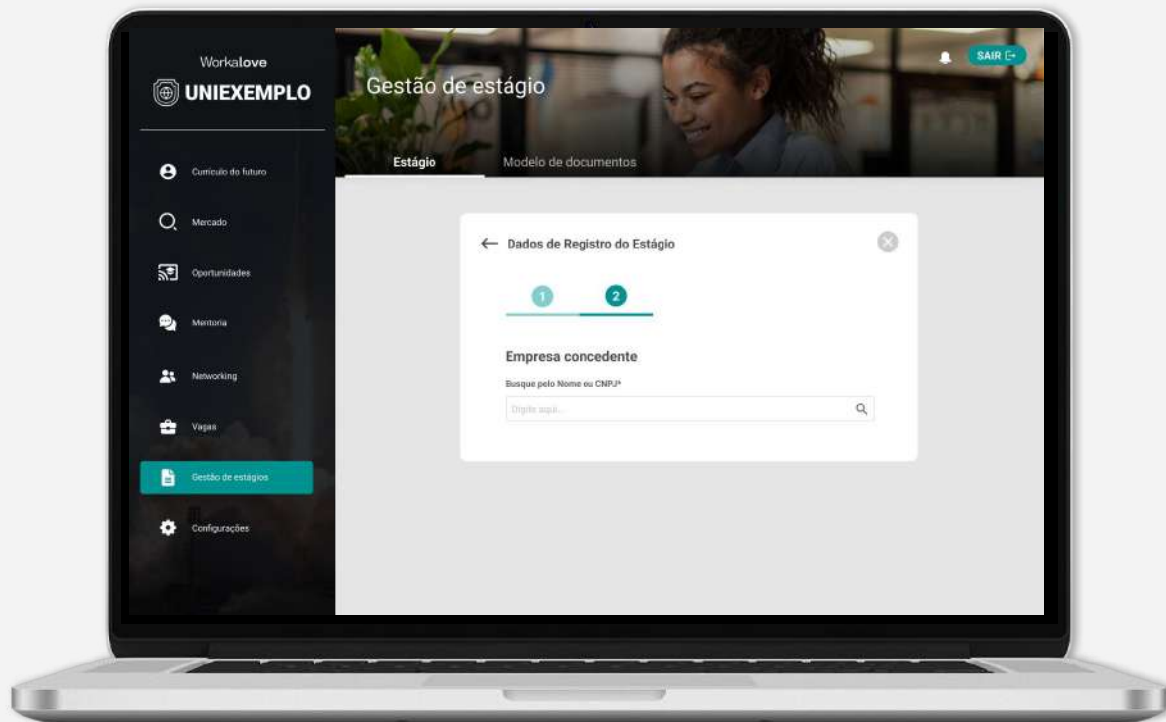 Workalove
UNIEXEMPLO
Currículo do futuro
Mercado
Oportunidades
Mentoria
Networking
Vagas
Gestão de estágios
Configurações
SAIR
Gestão de estágio
Estágio
Modelo de documentos
Dados de Registro do Estágio
1
2
Empresa concedente
Busque pelo Nome ou CNPJ*
Digite aqui...